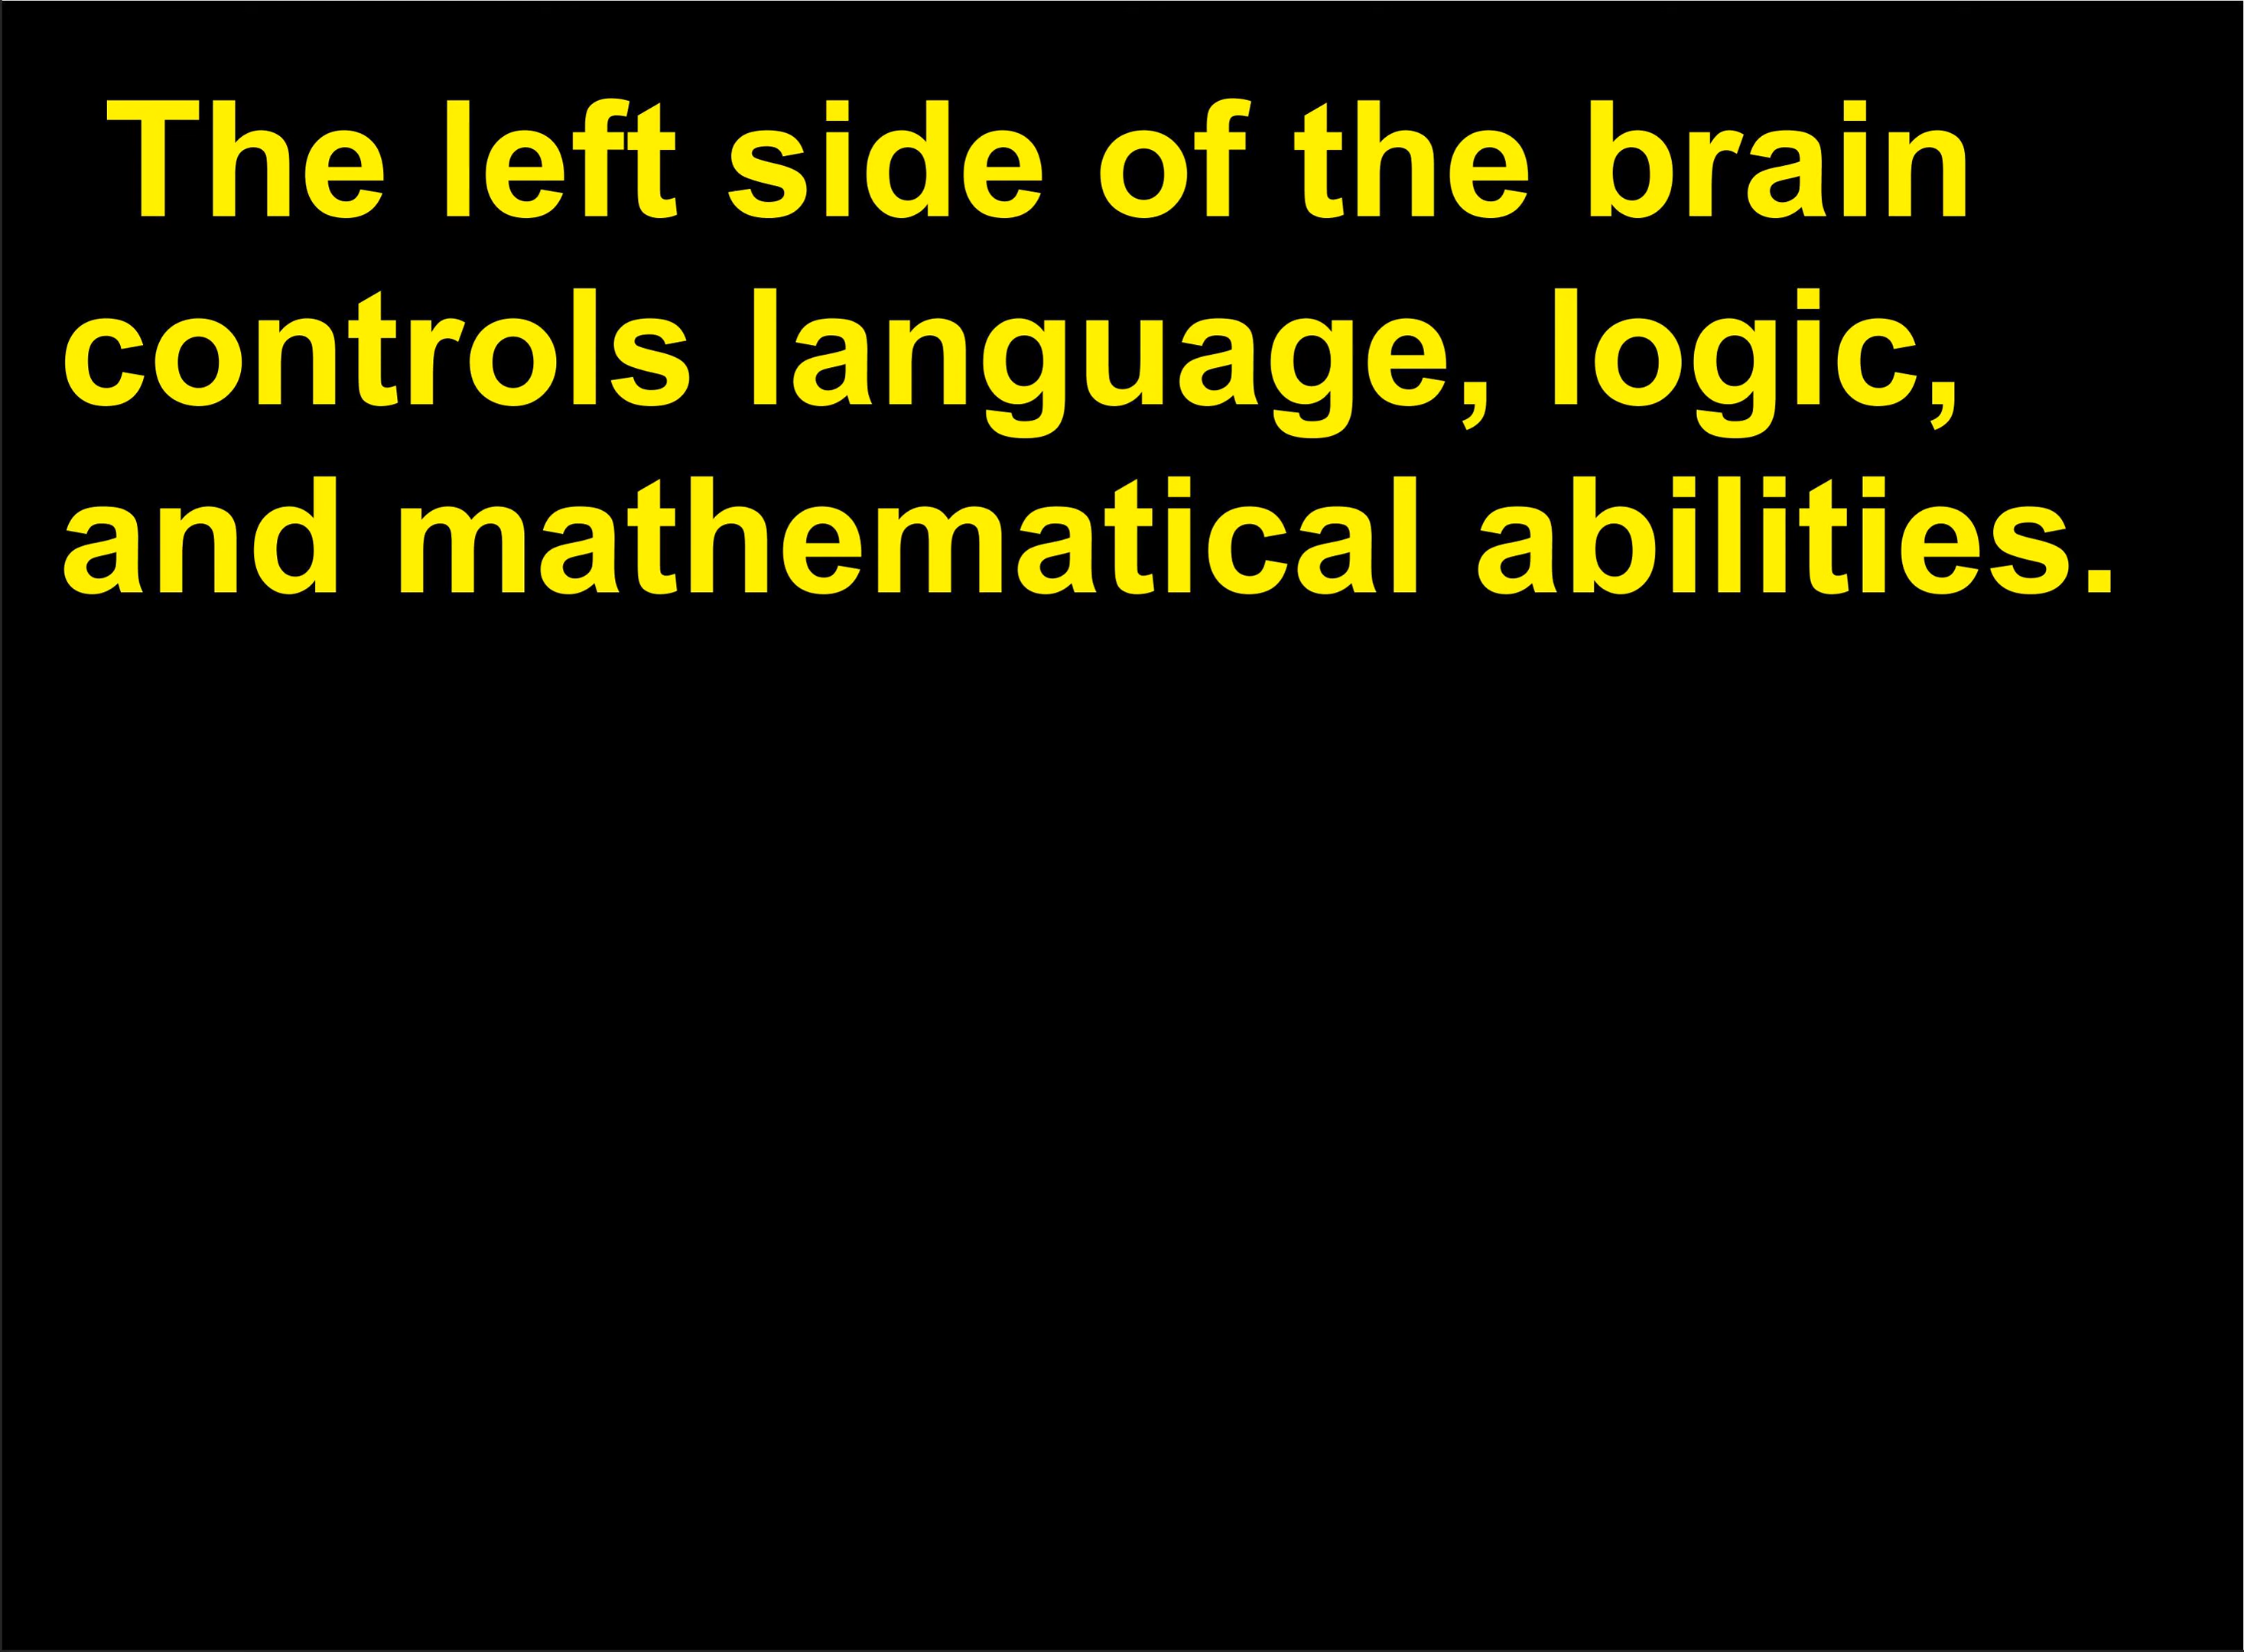 The left side of the brain
controls language, logic,
and mathematical abilities.